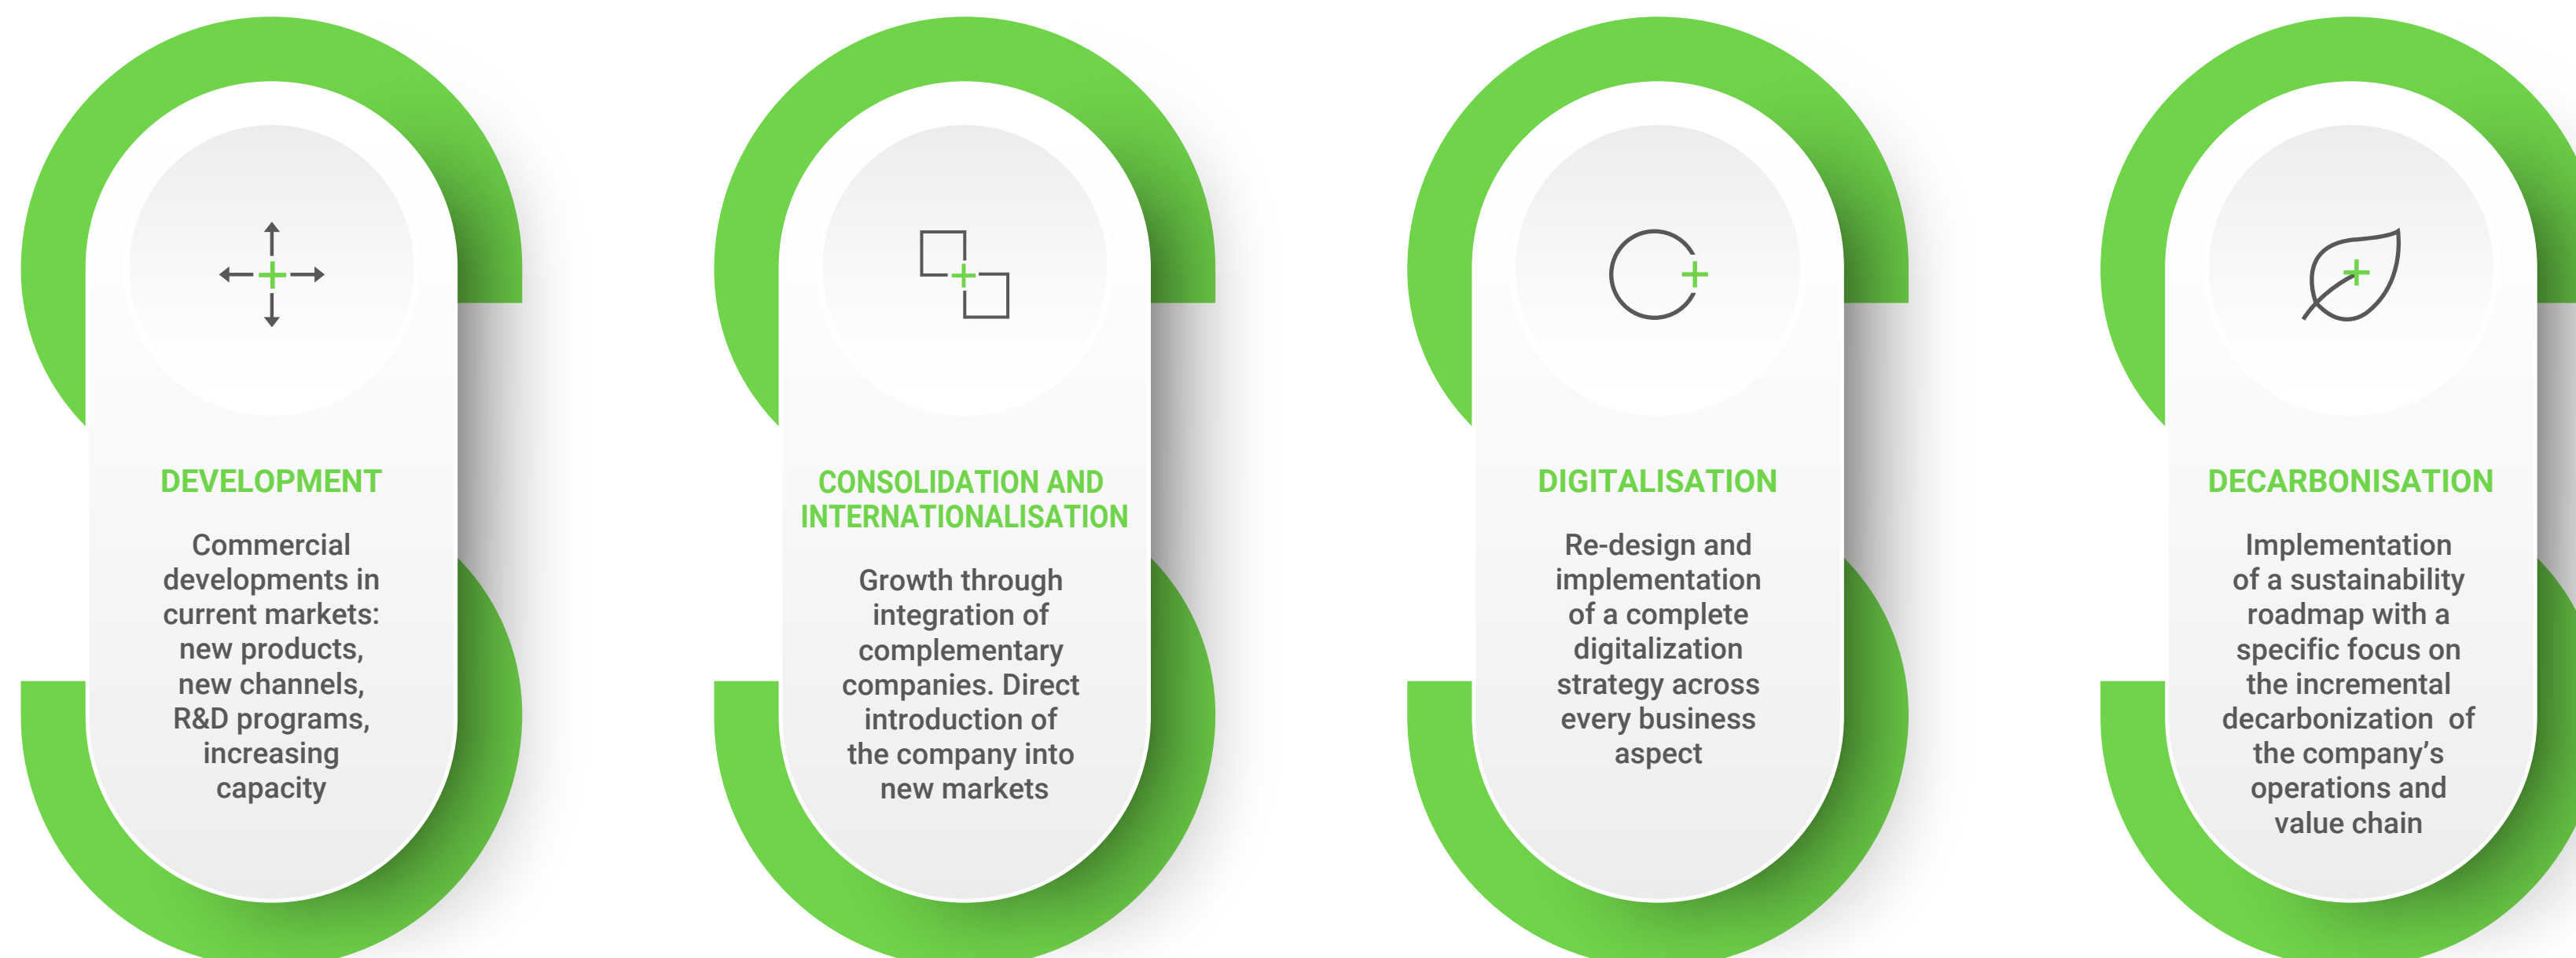 DEVELOPMENT
Commercial
developments in
current markets:
new products,
new channels,
R&D programs,
increasing
capacity
CONSOLIDATION AND
INTERNATIONALISATION
Growth through
integration of
complementary
companies. Direct
introduction of
the company into
new markets
DIGITALISATION
Re-design and
implementation
of a complete
digitalization
strategy across
every business
aspect
DECARBONISATION
Implementation
of a sustainability
roadmap with a
specific focus on
the incremental
decarbonization  of
the company’s
operations and
value chain